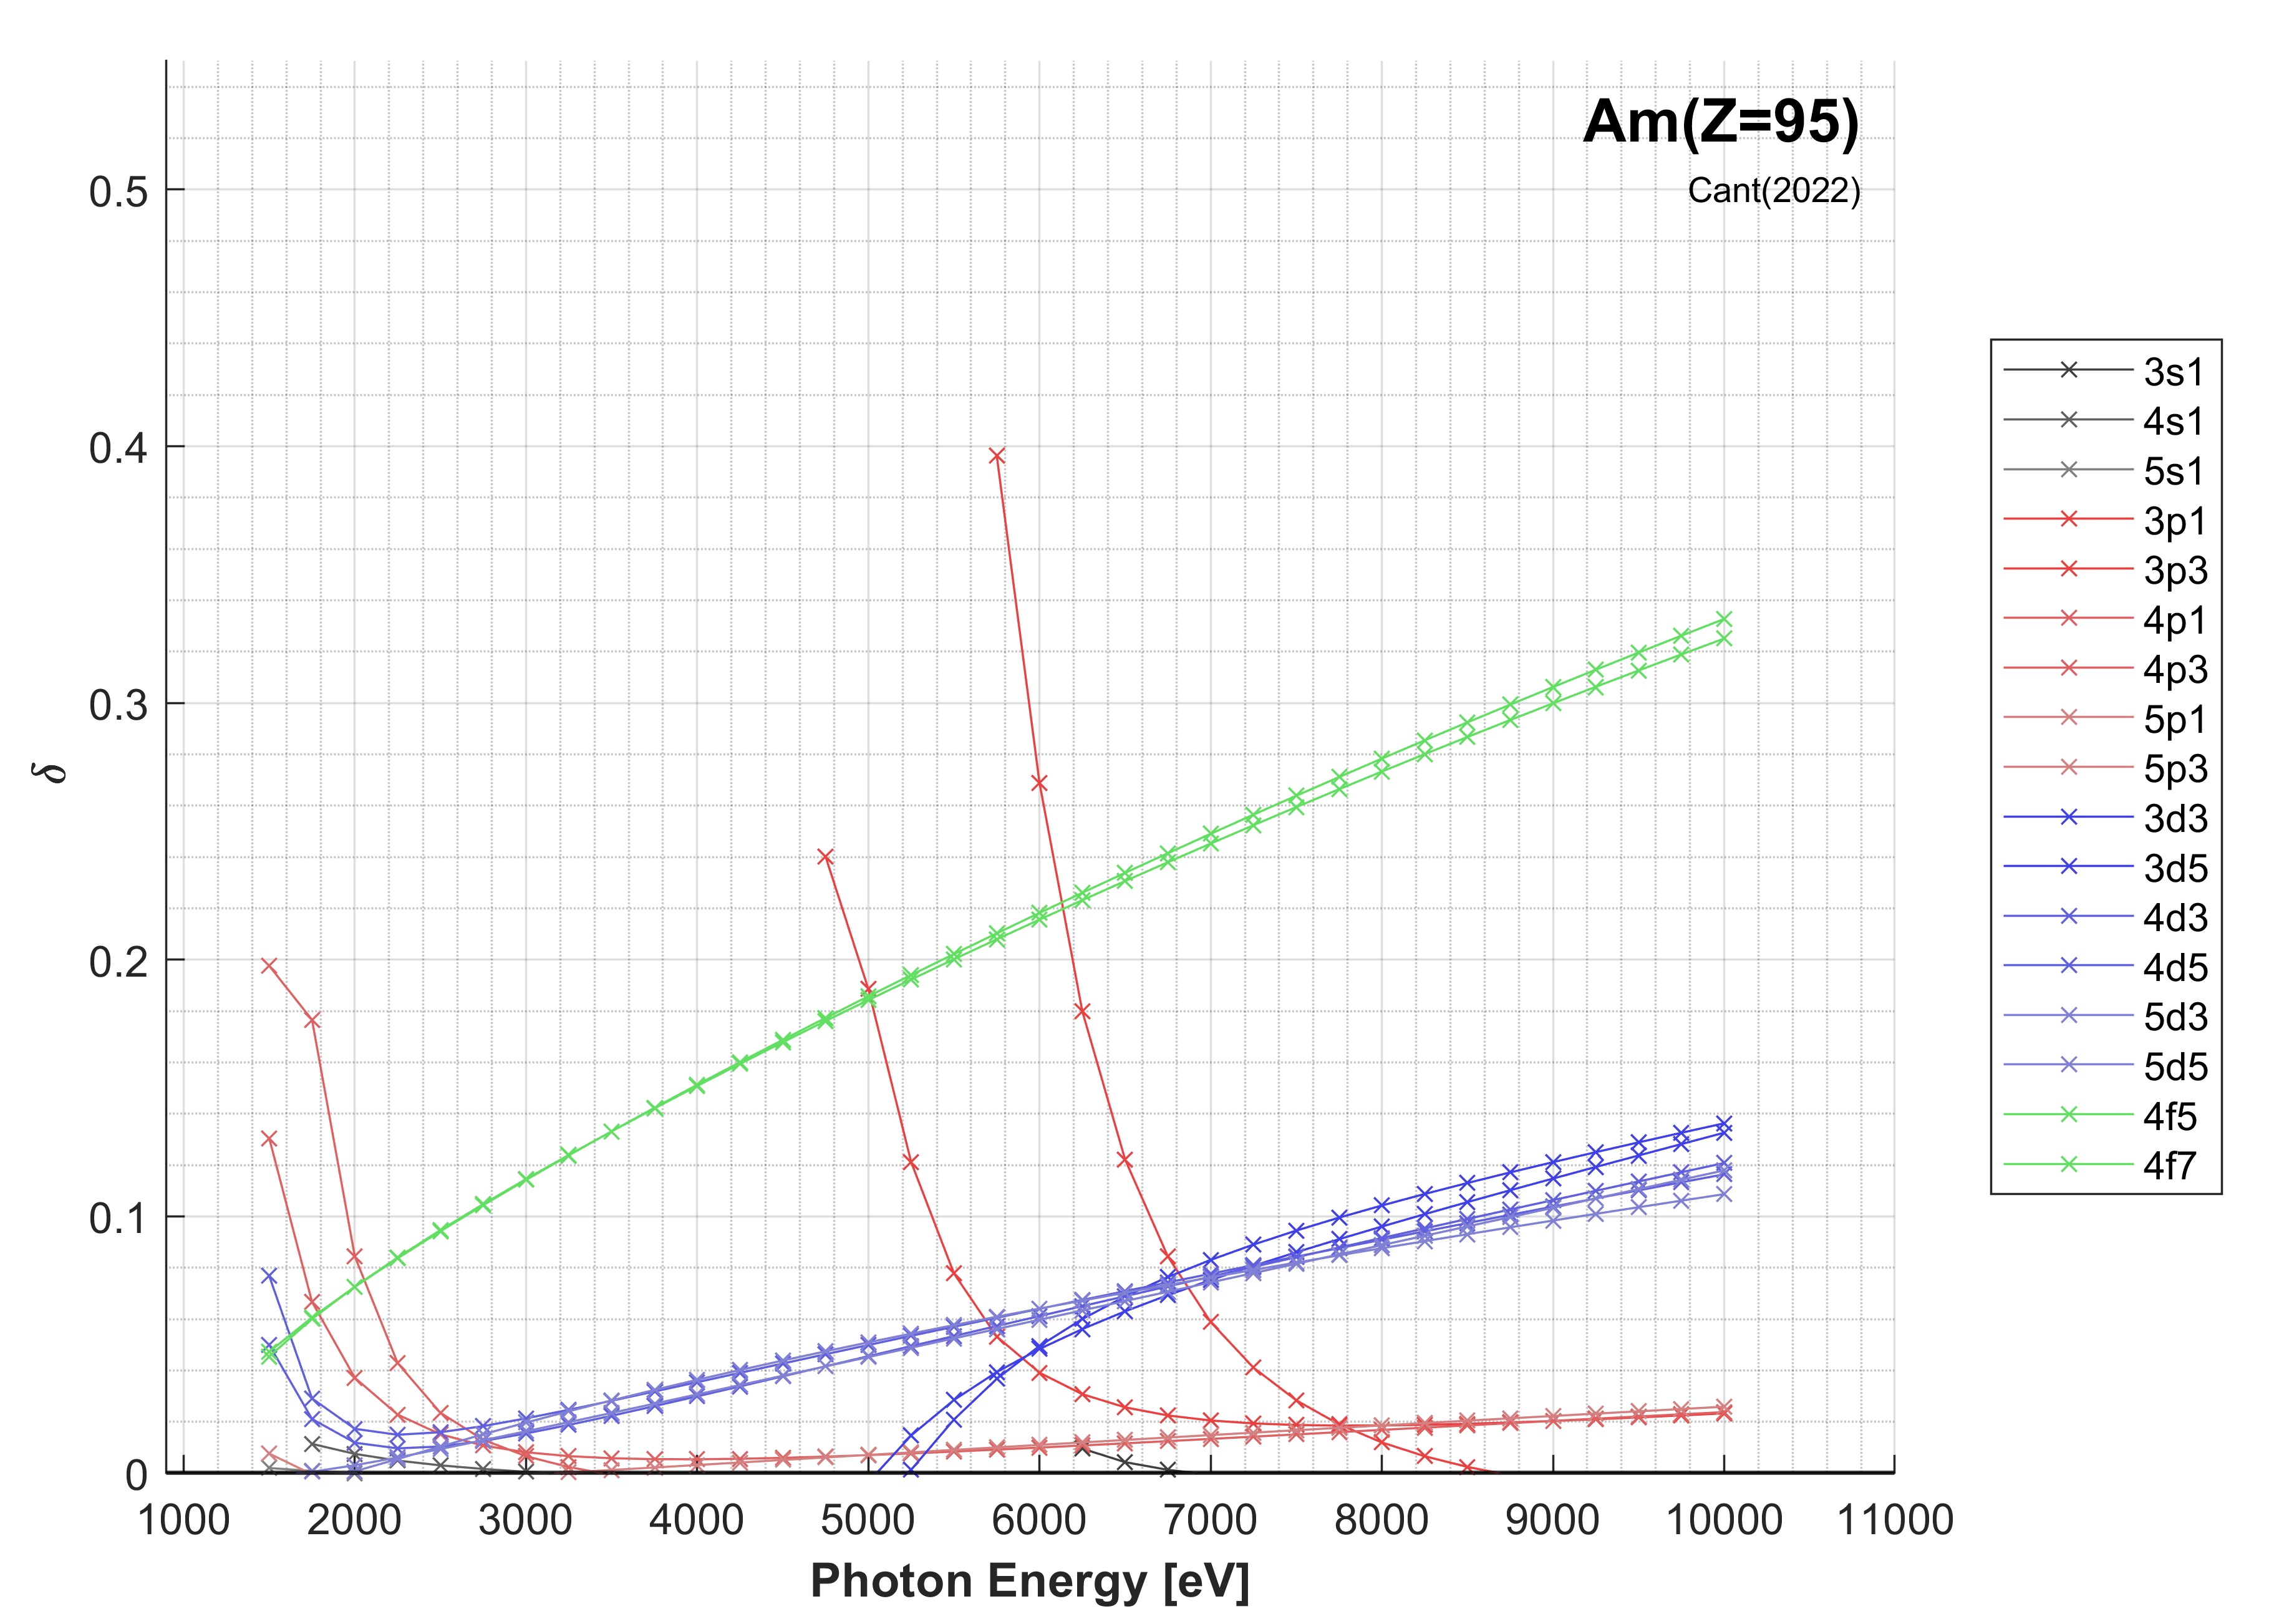 Am(Z=95)
Cant(2022)
0.5
0.4
0.3
0.2
0.1
0
δ
1000 2000 3000 4000 5000 6000 7000 8000 9000 10000 11000
Photon Energy [eV]
3s1
4s1
5s1
3p1
3p3
4p1
4p3
5p1
5p3
3d3
3d5
4d3
4d5
5d3
5d5
4f5
4f7